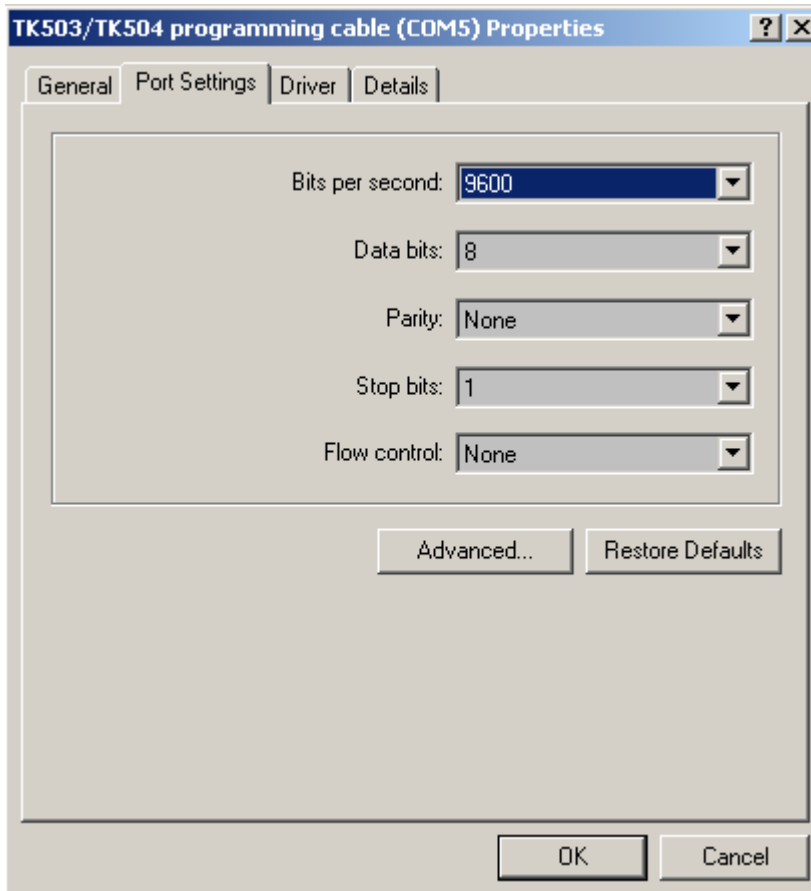 TK503/TK504 programming cable (COM5) Properties ? X
General Port Settings Driver Details
Bits per second: 9600
Data bits: 8
Parity: None
Stop bits: 1
Flow control: None
Advanced... Restore Defaults
OK Cancel